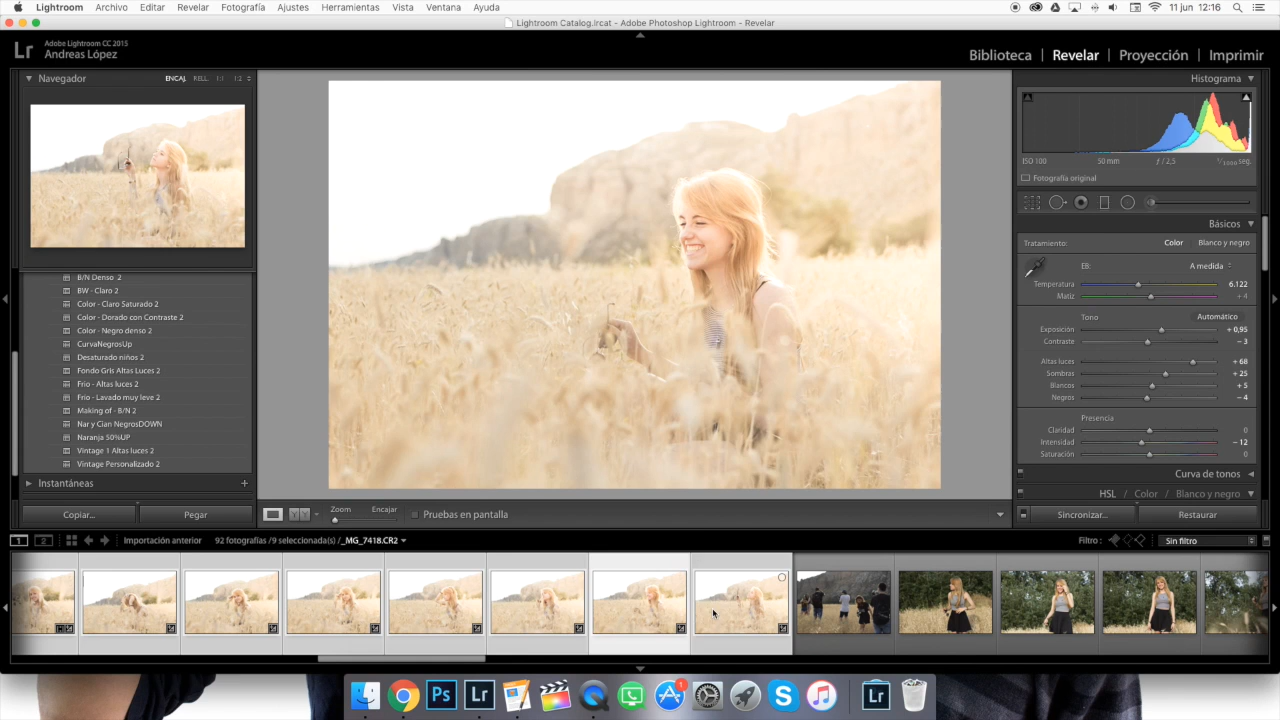 Lightroom Archivo Editar Revelar Fotografía Ajustes Herramientas Vista Ventana Ayuda 11 jun 12:16
Lightroom Catalog.lrcat - Adobe Photoshop Lightroom - Revelar
Lr Adobe Lightroom CC 2015
Andreas López
Biblioteca | Revelar | Proyección | Imprimir
Navegador ENCAJ. RELL. 1:1 1:2
Histograma
ISO 100 50 mm ƒ / 2,5
Fotografía original
Básicos
Tratamiento: Color Blanco y negro
EB: A medida
Temperatura 6.122
Matiz + 4
Tono Automático
Exposición + 0,95
Contraste – 3
Altas luces + 68
Sombras + 25
Blancos + 5
Negros – 4
Presencia
Claridad 0
Intensidad – 12
Saturación 0
Curva de tonos
HSL / Color / Blanco y negro
B/N Denso 2
BW - Claro 2
Color - Claro Saturado 2
Color - Dorado con Contraste 2
Color - Negro denso 2
CurvaNegrosUp
Desaturado niños 2
Fondo Gris Altas Luces 2
Frio - Altas luces 2
Frio - Lavado muy leve 2
Making of - B/N 2
Nar y Cian NegrosDOWN
Naranja 50%UP
Vintage 1 Altas luces 2
Vintage Personalizado 2
Instantáneas +
Copiar... Pegar
Zoom Encajar Pruebas en pantalla
Sincronizar... Restaurar
1 2 Importación anterior 92 fotografías /9 seleccionada(s) /_MG_7418.CR2 Filtro : Sin filtro
Ps Lr 1 Lr